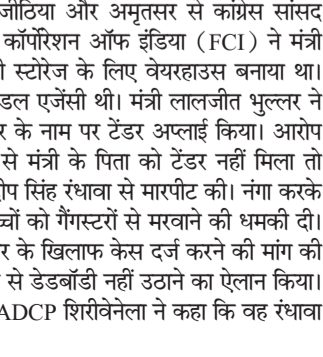 जीठिया और अमृतसर से कांग्रेस सांसद
कॉर्पोरेशन ऑफ इंडिया (FCI) ने मंत्री
स्टोरेज के लिए वेयरहाउस बनाया था।
डल एजेंसी थी। मंत्री लालजीत भुल्लर ने
र के नाम पर टेंडर अप्लाई किया। आरोप
से मंत्री के पिता को टेंडर नहीं मिला तो
ीप सिंह रंधावा से मारपीट की। नंगा करके
च्चों को गैंगस्टरों से मरवाने की धमकी दी।
र के खिलाफ केस दर्ज करने की मांग की
से डेडबॉडी नहीं उठाने का ऐलान किया।
ADCP शिरीवेनेला ने कहा कि वह रंधावा